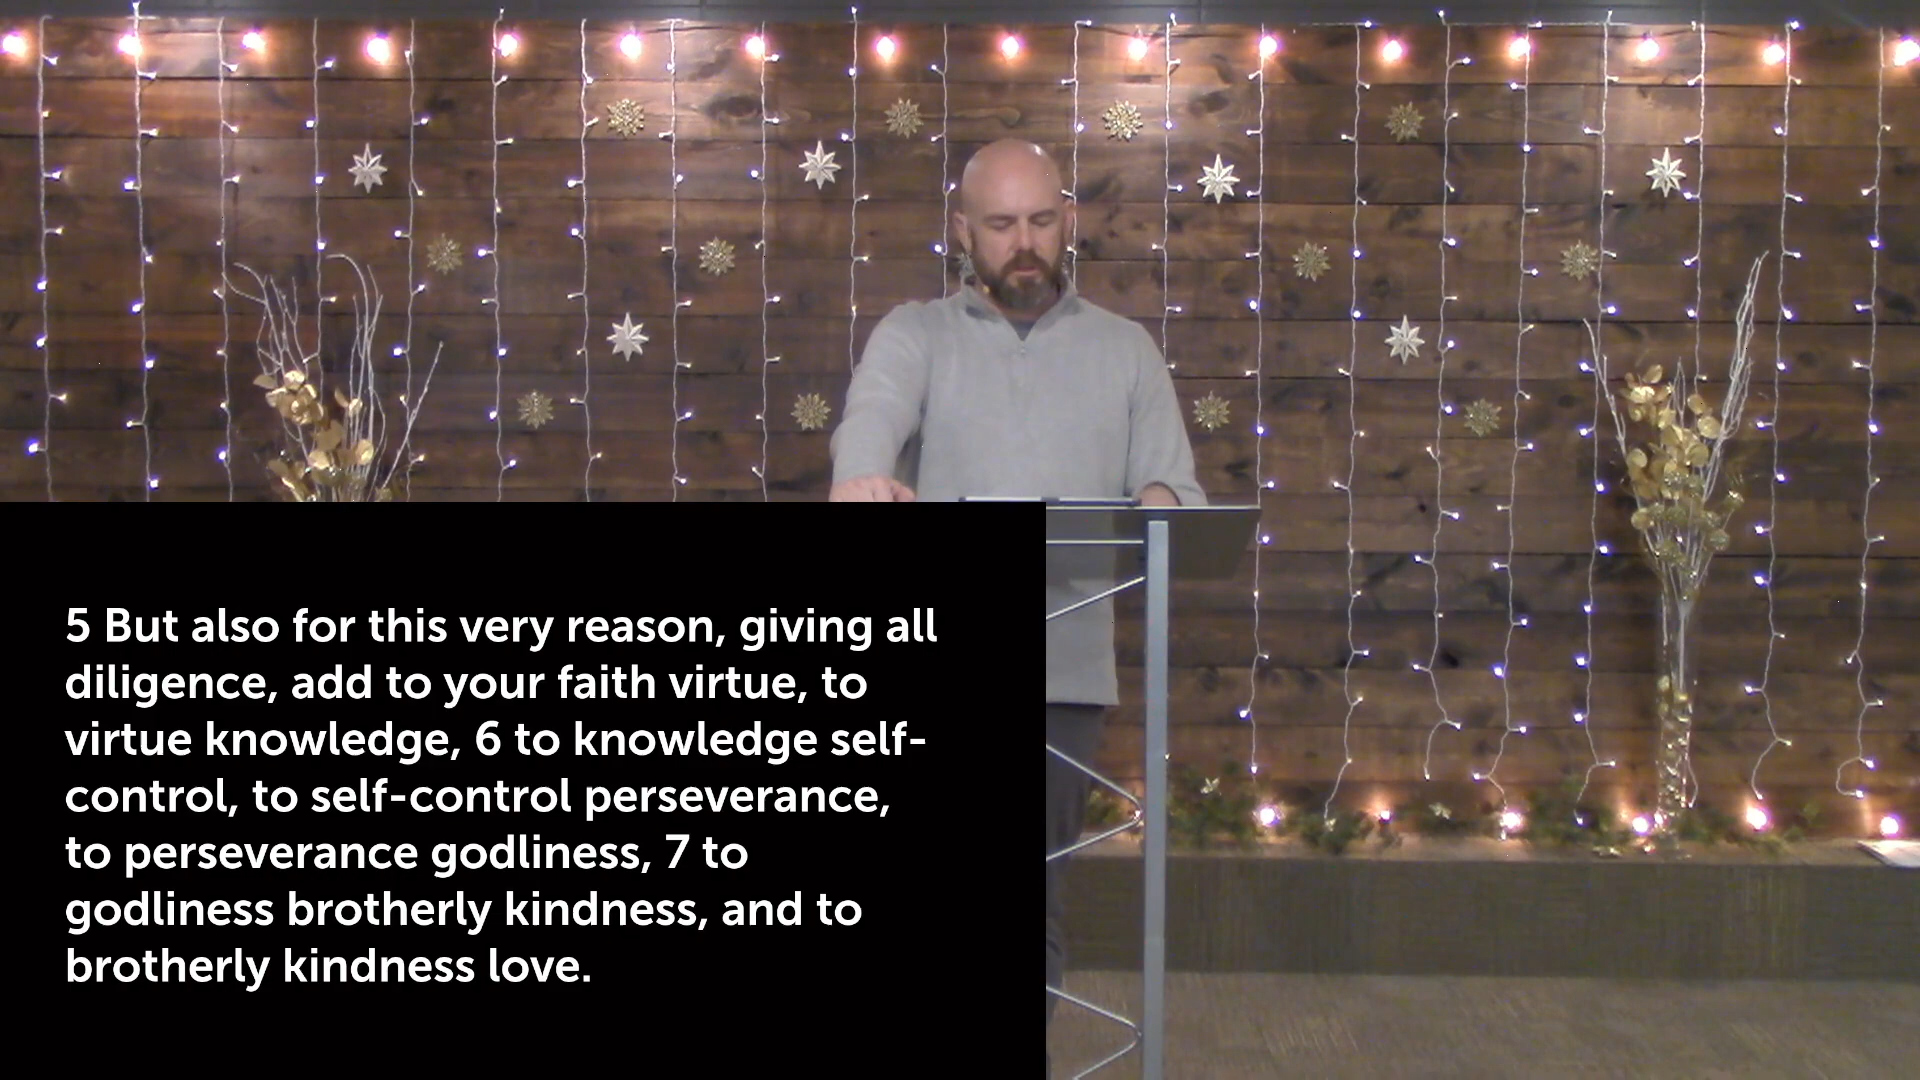 5 But also for this very reason, giving all
diligence, add to your faith virtue, to
virtue knowledge, 6 to knowledge self-
control, to self-control perseverance,
to perseverance godliness, 7 to
godliness brotherly kindness, and to
brotherly kindness love.